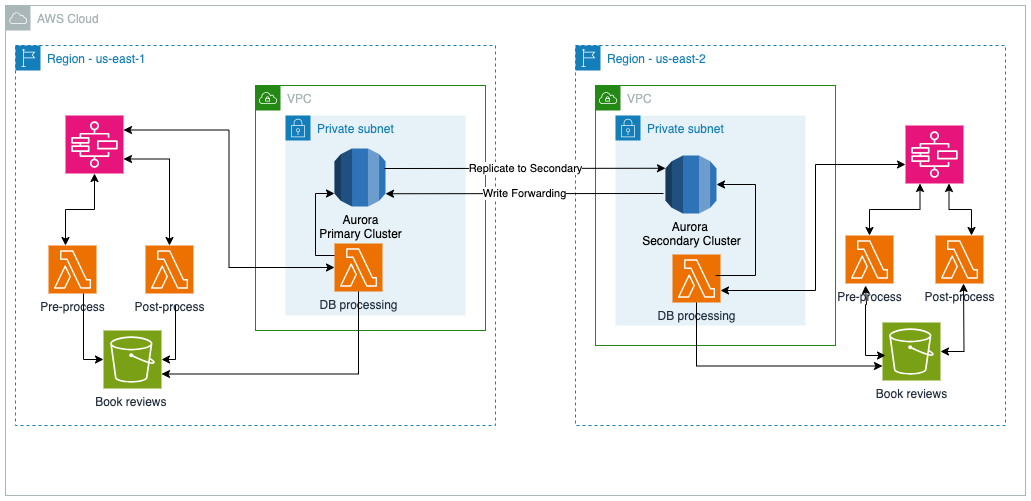 AWS Cloud
Region - us-east-1
Region - us-east-2
VPC
VPC
Private subnet
Private subnet
Replicate to Secondary
Write Forwarding
Aurora
Primary Cluster
Aurora
Secondary Cluster
Pre-process
Post-process
DB processing
DB processing
Pre-process
Post-process
Book reviews
Book reviews